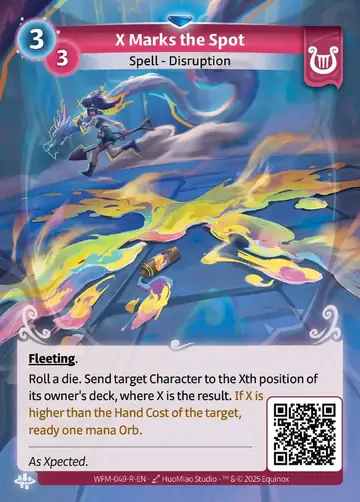 3
3
X Marks the Spot
Spell - Disruption
Fleeting.
Roll a die. Send target Character to the Xth position of
its owner's deck, where X is the result. If X is
higher than the Hand Cost of the target,
ready one mana Orb.
As Xpected.
WFM-049-R-EN - HuoMiao Studio - ™ & © 2025 Equinox